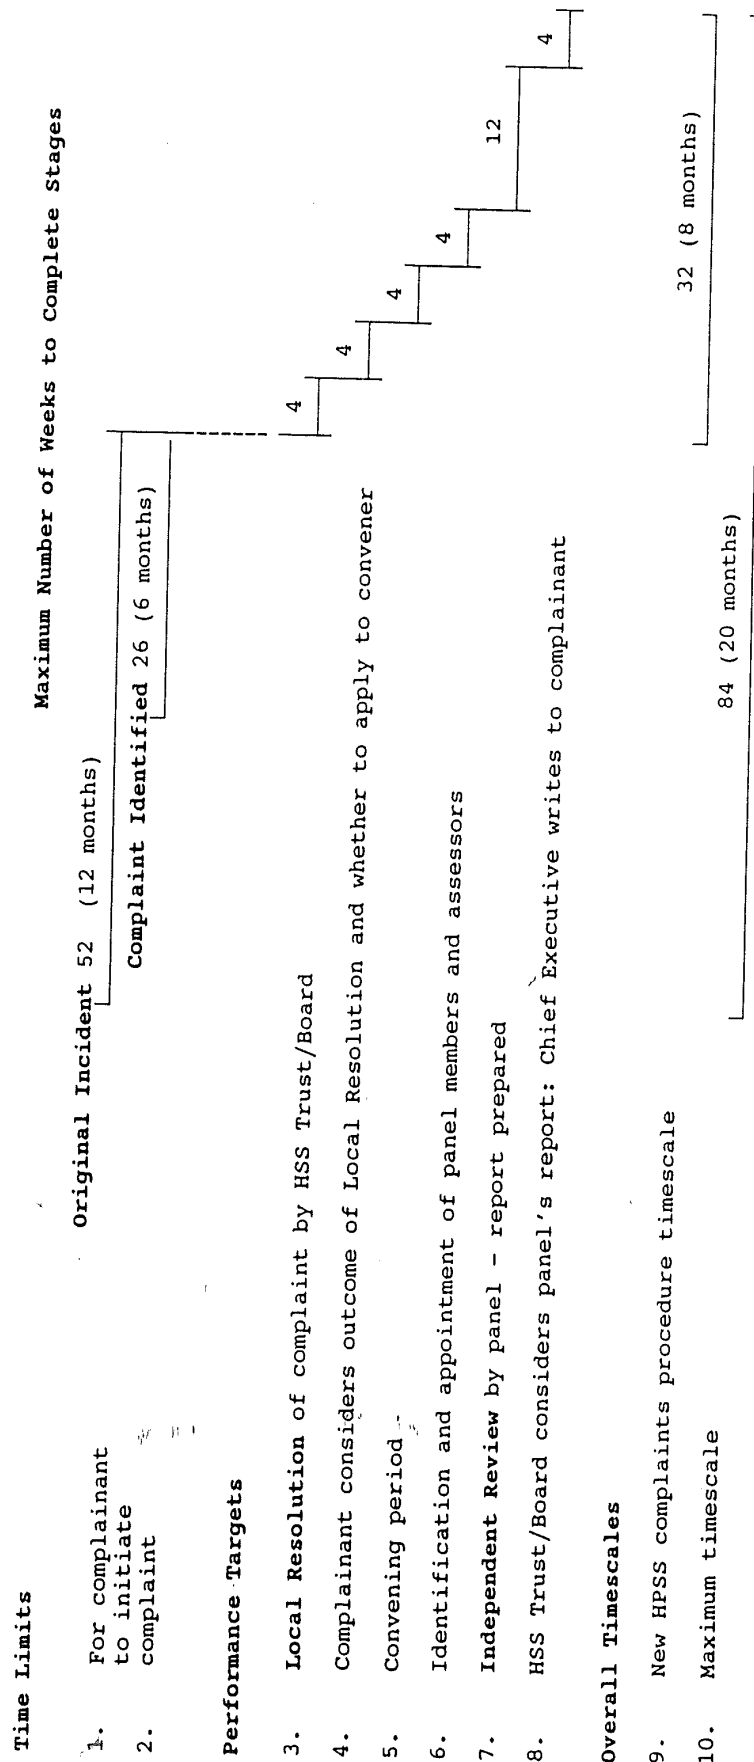 Maximum Number of Weeks to Complete Stages
Time Limits
Original Incident 52 (12 months)
1. For complainant
to initiate
complaint
2.
Complaint Identified 26 (6 months)
Performance Targets
3. Local Resolution of complaint by HSS Trust/Board 4
4. Complainant considers outcome of Local Resolution and whether to apply to convener 4
5. Convening period 4
6. Identification and appointment of panel members and assessors 4
7. Independent Review by panel - report prepared 12
8. HSS Trust/Board considers panel's report: Chief Executive writes to complainant 4
Overall Timescales
9. New HPSS complaints procedure timescale 32 (8 months)
10. Maximum timescale 84 (20 months)